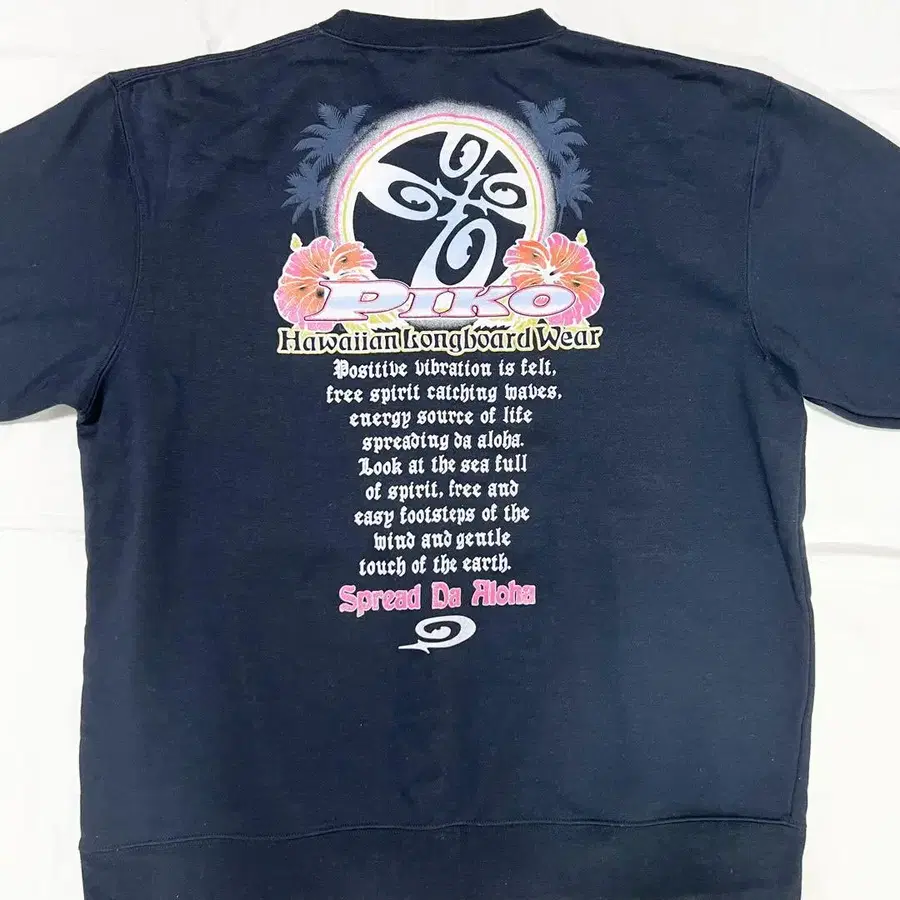 PIKO
Hawaiian Longboard Wear
Positive vibration is felt,
free spirit catching waves,
energy source of life
spreading da aloha.
Look at the sea full
of spirit, free and
easy footsteps of the
wind and gentle
touch of the earth.
Spread Da Aloha